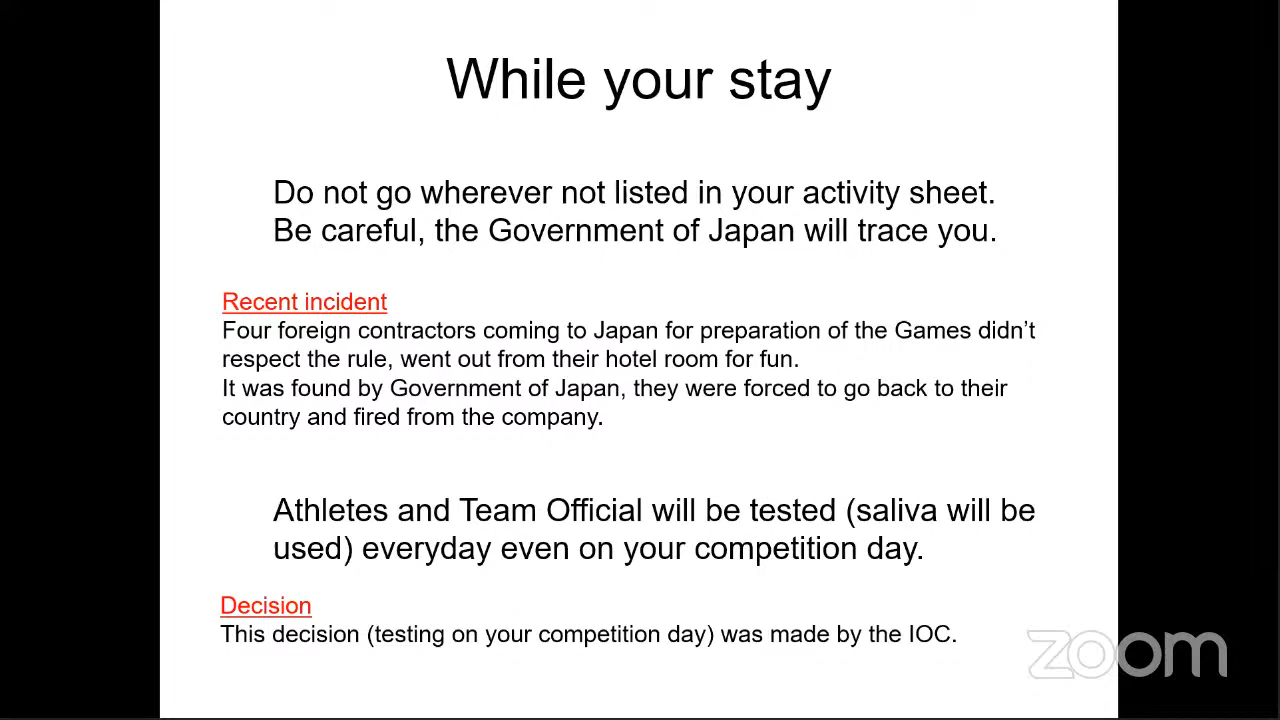 While your stay
Do not go wherever not listed in your activity sheet.
Be careful, the Government of Japan will trace you.
Recent incident
Four foreign contractors coming to Japan for preparation of the Games didn't
respect the rule, went out from their hotel room for fun.
It was found by Government of Japan, they were forced to go back to their
country and fired from the company.
Athletes and Team Official will be tested (saliva will be
used) everyday even on your competition day.
Decision
This decision (testing on your competition day) was made by the IOC.
zoom